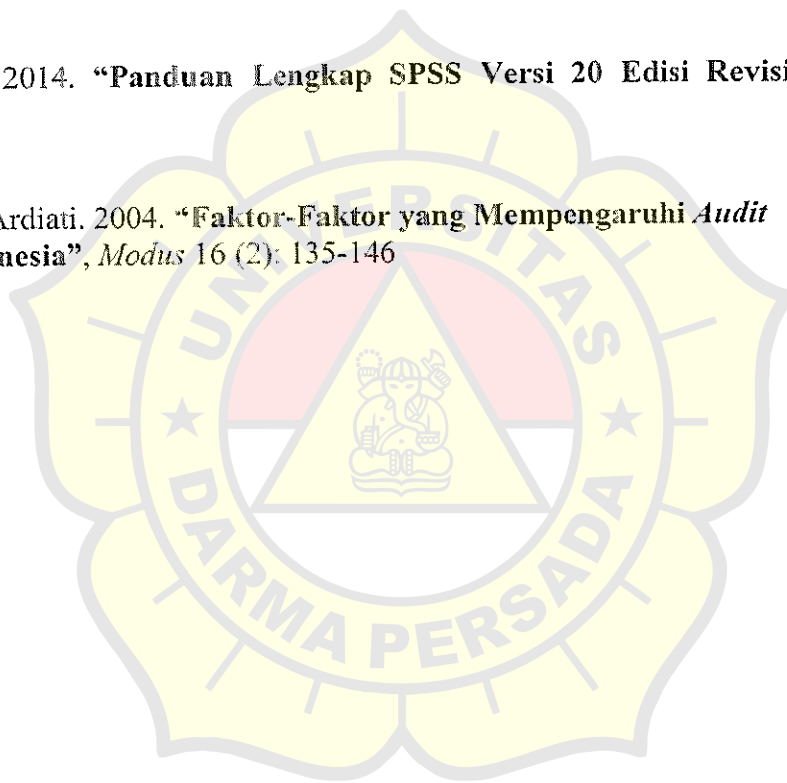 2014. “Panduan Lengkap SPSS Versi 20 Edisi Revisi
Ardiati. 2004. “Faktor-Faktor yang Mempengaruhi Audit
nesia”, Modus 16 (2): 135-146
UNIVERSITAS
DARMA PERSADA